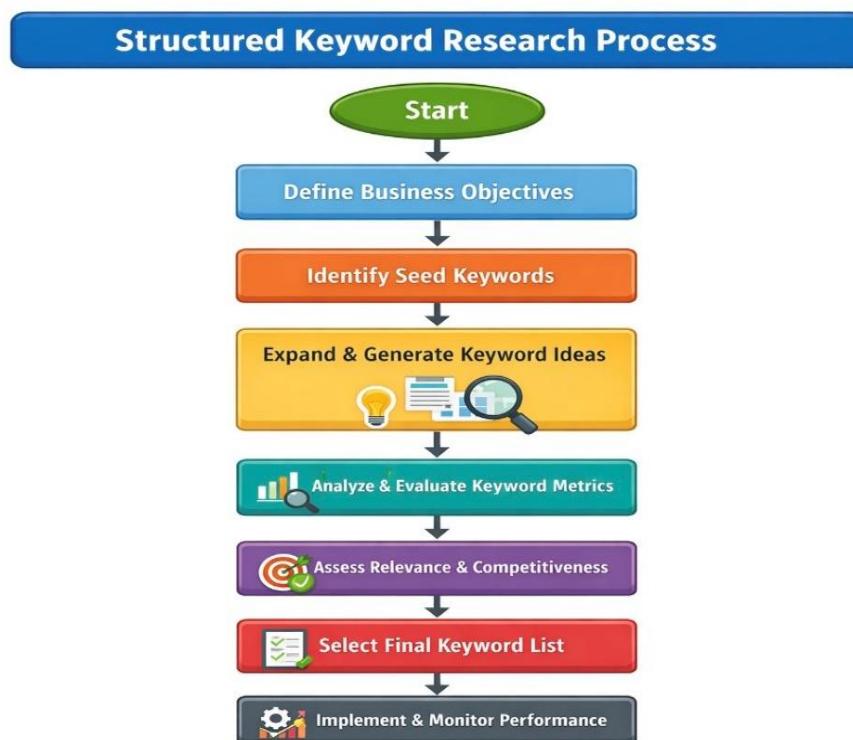 Structured Keyword Research Process
Start
Define Business Objectives
Identify Seed Keywords
Expand & Generate Keyword Ideas
Analyze & Evaluate Keyword Metrics
Assess Relevance & Competitiveness
Select Final Keyword List
Implement & Monitor Performance